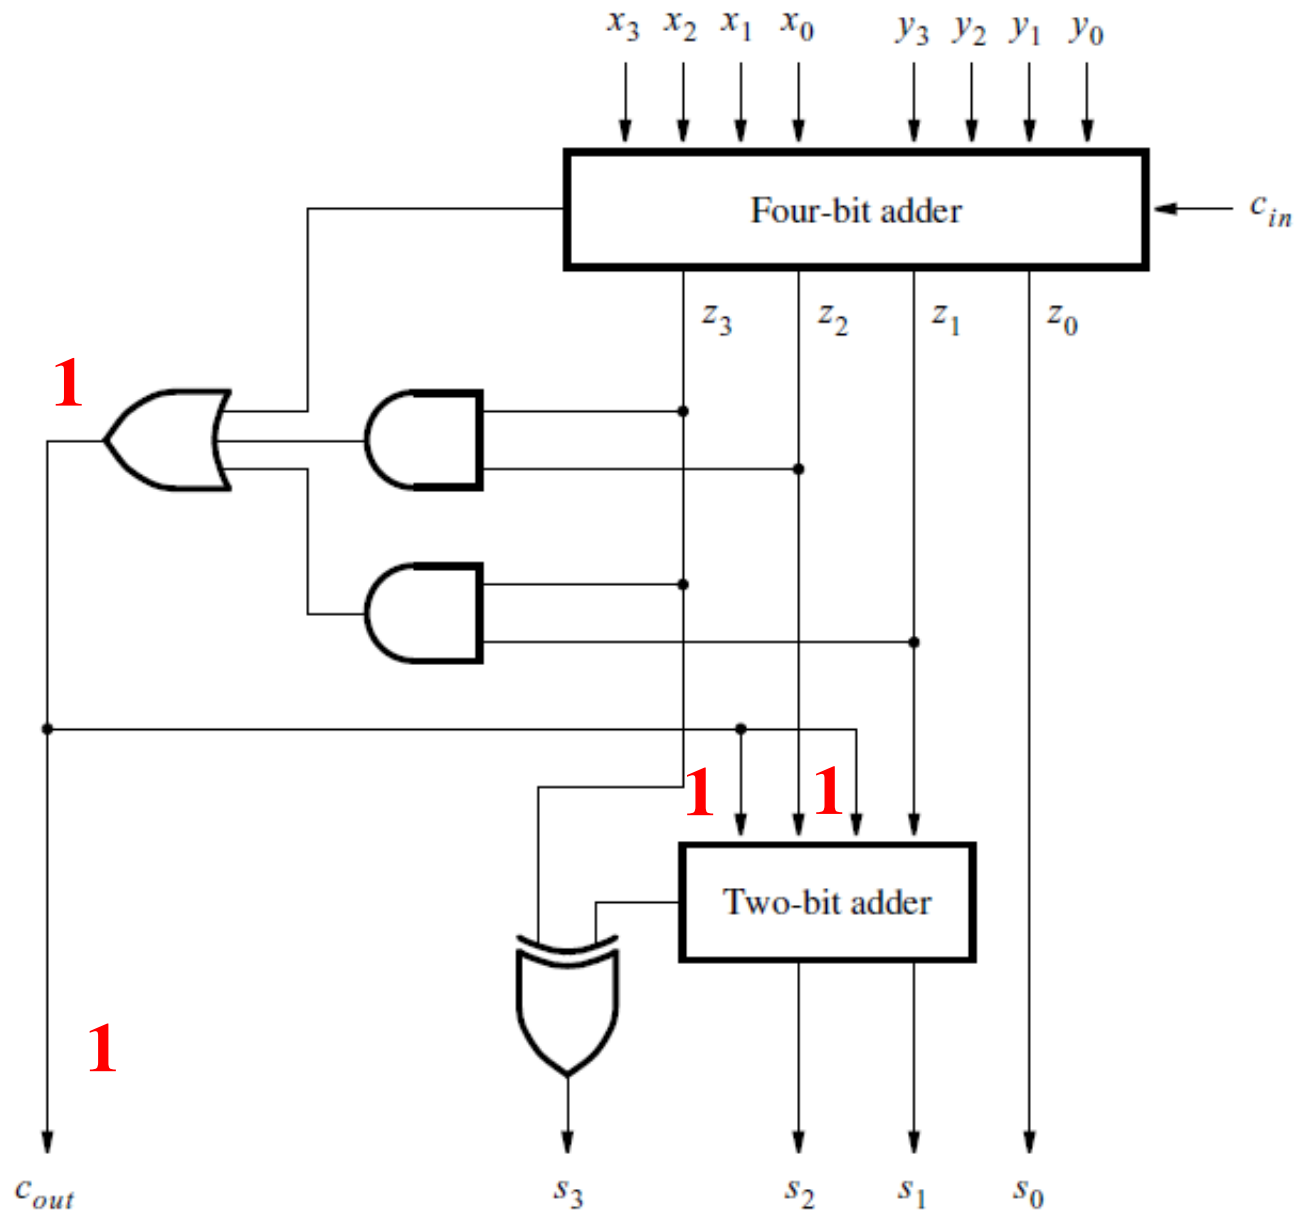 x3 x2 x1 x0 y3 y2 y1 y0
Four-bit adder
cin
z3 z2 z1 z0
1
1 1
Two-bit adder
1
cout s3 s2 s1 s0